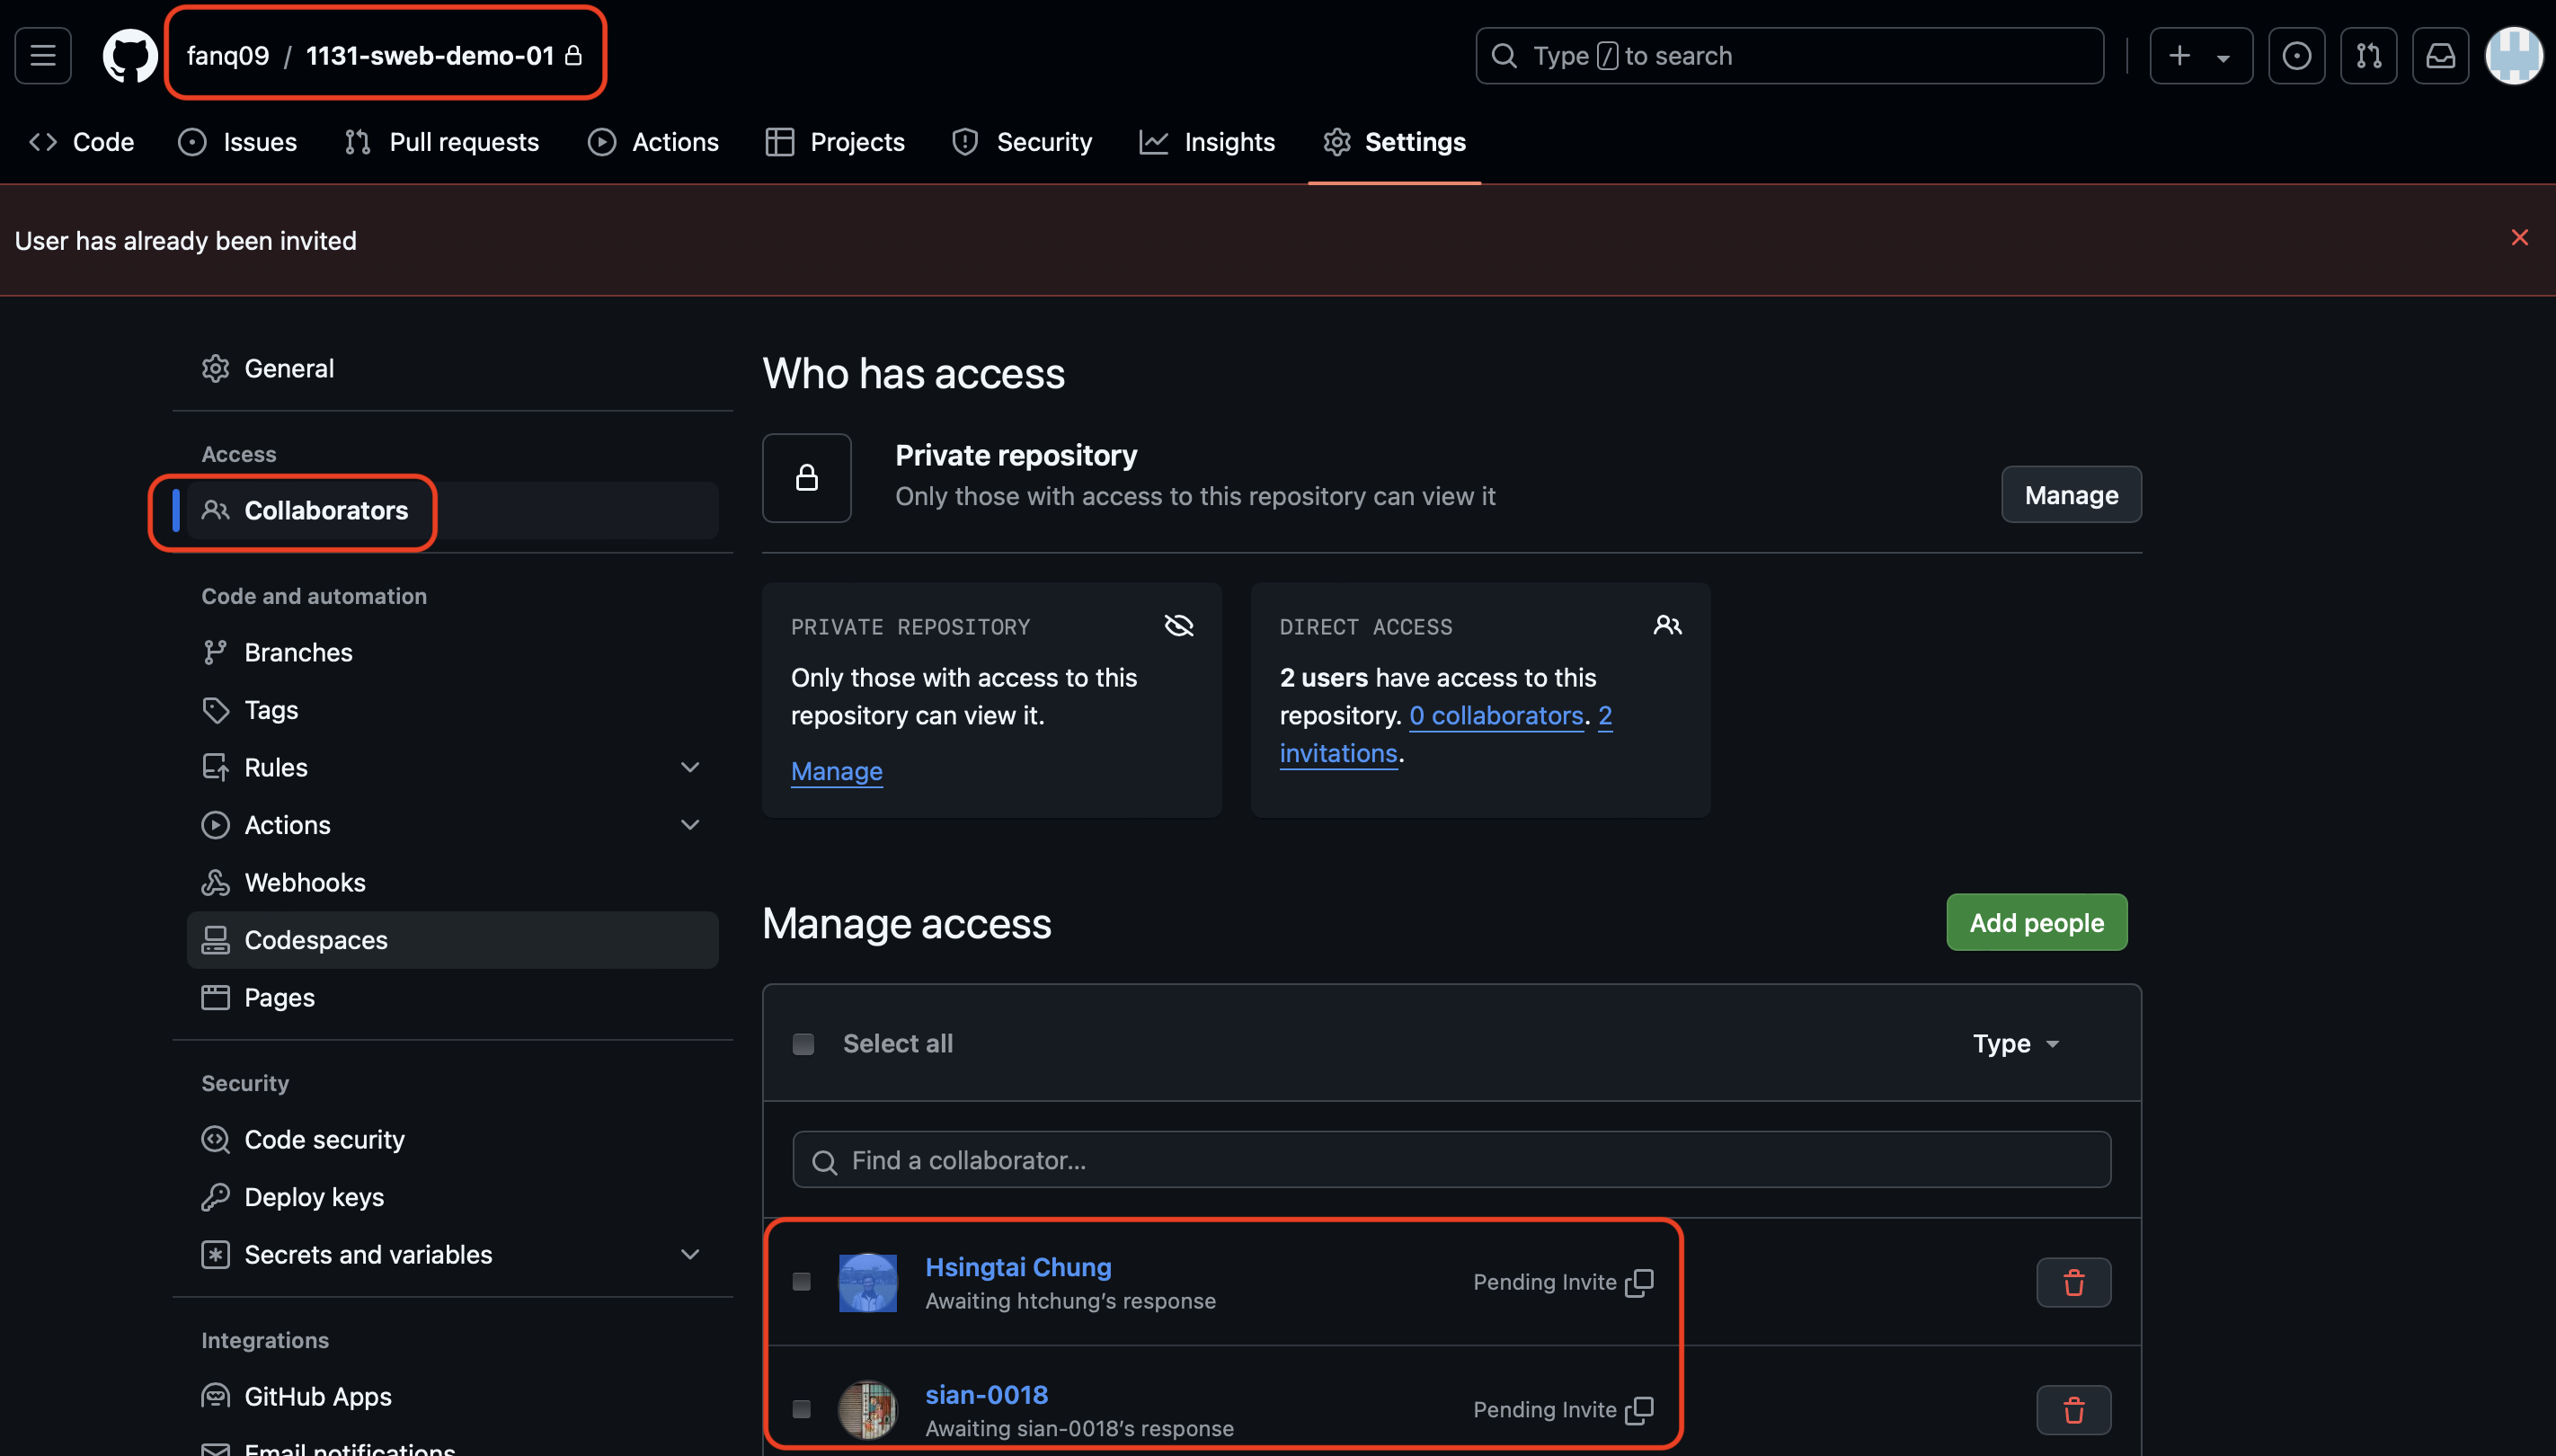 fanq09 / 1131-sweb-demo-01
Type / to search
Code Issues Pull requests Actions Projects Security Insights Settings
User has already been invited
General
Access
Collaborators
Code and automation
Branches
Tags
Rules
Actions
Webhooks
Codespaces
Pages
Security
Code security
Deploy keys
Secrets and variables
Integrations
GitHub Apps
Email notifications
Who has access
Private repository
Only those with access to this repository can view it
Manage
PRIVATE REPOSITORY
Only those with access to this
repository can view it.
Manage
DIRECT ACCESS
2 users have access to this
repository. 0 collaborators. 2
invitations.
Manage access
Add people
Select all
Type
Find a collaborator...
Hsingtai Chung
Awaiting htchung’s response
Pending Invite
sian-0018
Awaiting sian-0018’s response
Pending Invite